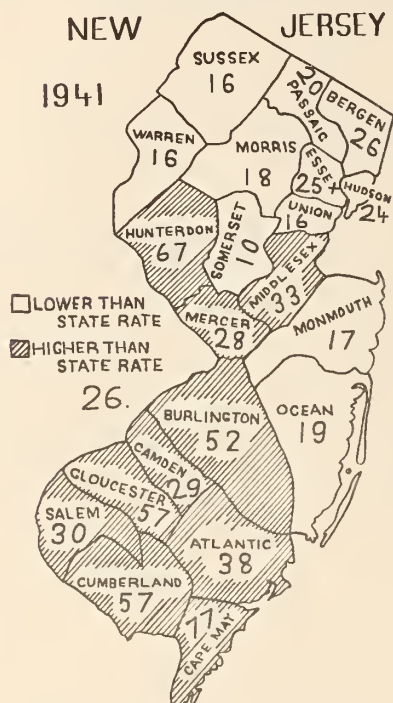 NEW JERSEY
1941
SUSSEX
16
20
PASSAIC
BERGEN
26
WARREN
16
MORRIS
18
ESSEX
25+
HUDSON
24
UNION
16
HUNTERDON
67
SOMERSET
10
MIDDLESEX
33
MERCER
28
MONMOUTH
17
LOWER THAN
STATE RATE
HIGHER THAN
STATE RATE
26.
BURLINGTON
52
OCEAN
19
CAMDEN
29
GLOUCESTER
57
SALEM
30
ATLANTIC
38
CUMBERLAND
57
77
CAPE MAY